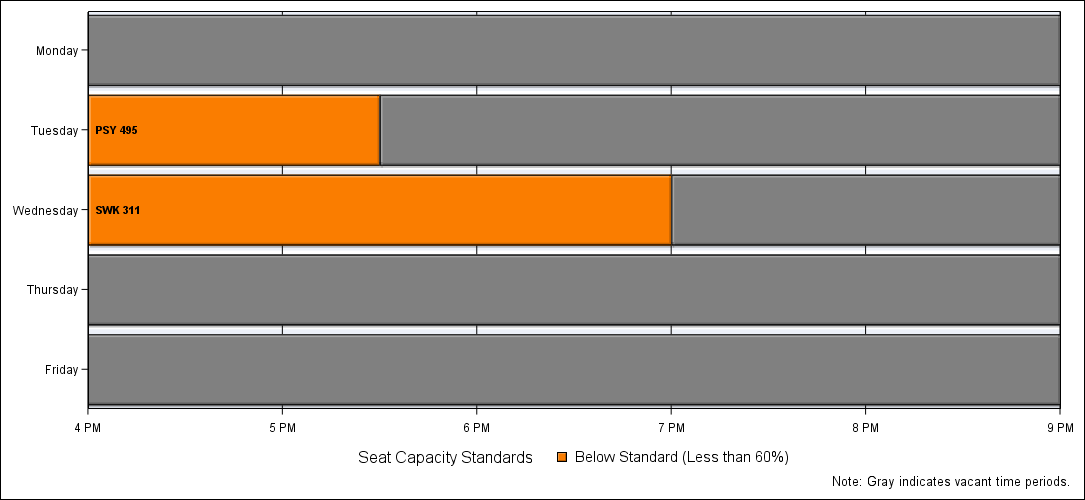 Monday
Tuesday
PSY 495
Wednesday
SWK 311
Thursday
Friday
4 PM 5 PM 6 PM 7 PM 8 PM 9 PM
Seat Capacity Standards Below Standard (Less than 60%)
Note: Gray indicates vacant time periods.